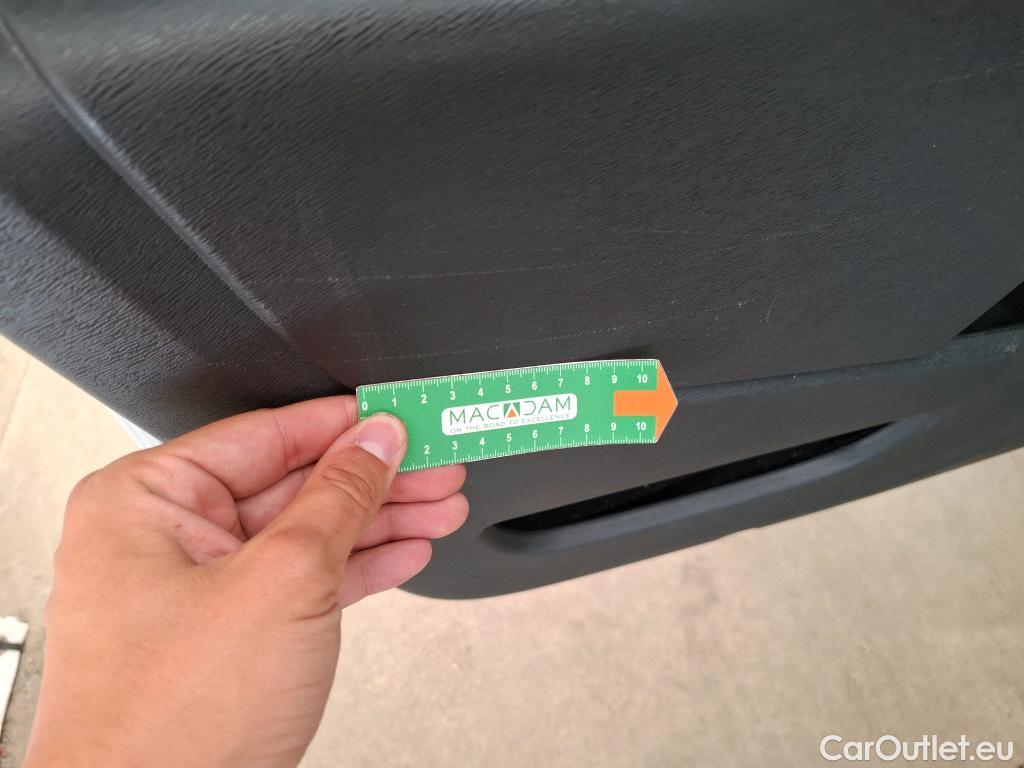 0 1 2 3 4 5 6 7 8 9 10
MACADAM
ON THE ROAD TO EXCELLENCE
2 3 4 5 6 7 8 9 10
CarOutlet.eu